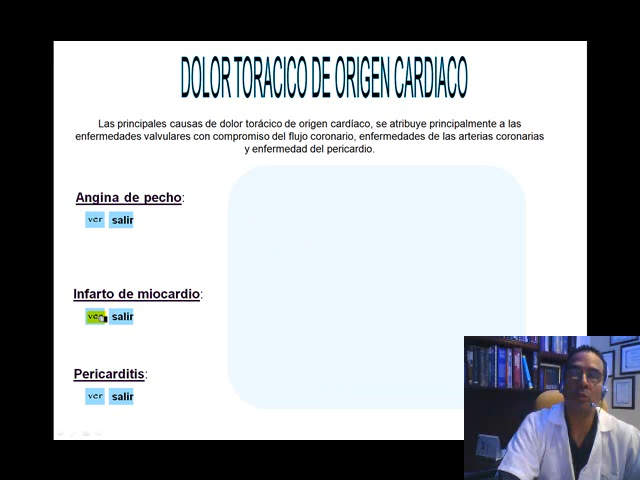 DOLOR TORACICO DE ORIGEN CARDIACO
Las principales causas de dolor torácico de origen cardíaco, se atribuye principalmente a las
enfermedades valvulares con compromiso del flujo coronario, enfermedades de las arterias coronarias
y enfermedad del pericardio.
Angina de pecho:
ver salir
Infarto de miocardio:
ver salir
Pericarditis:
ver salir